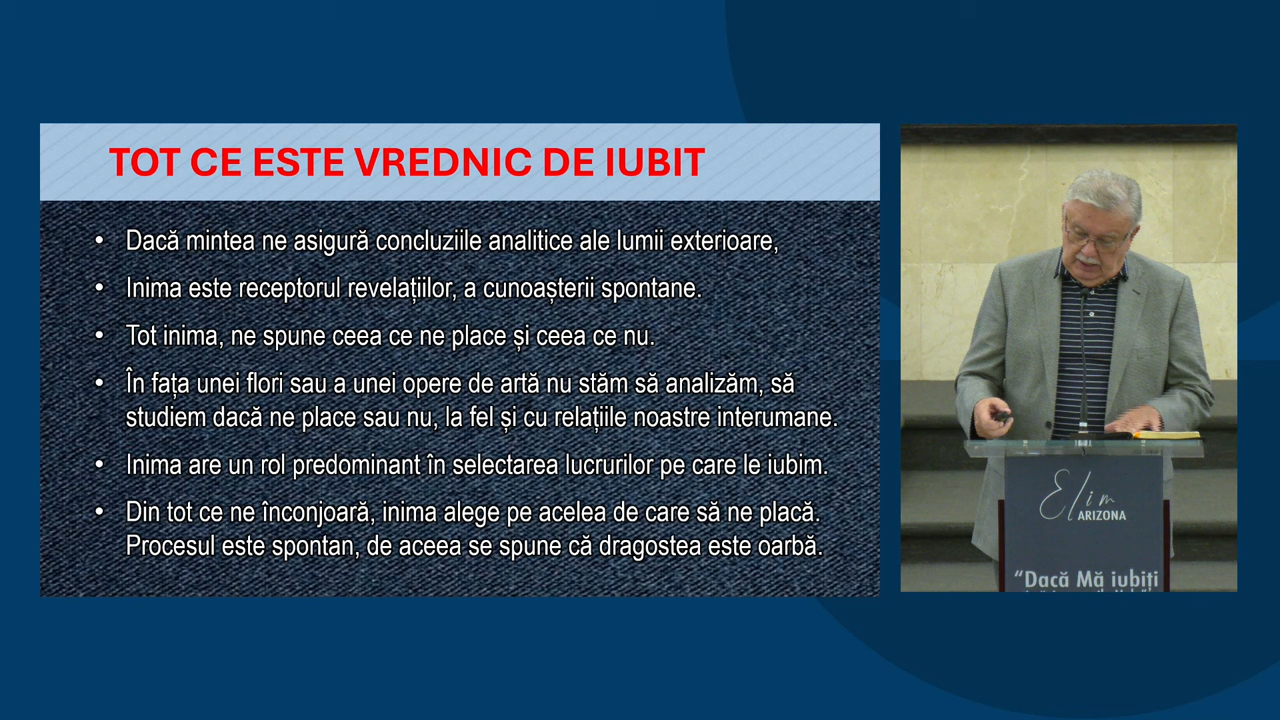 TOT CE ESTE VREDNIC DE IUBIT
• Dacă mintea ne asigură concluziile analitice ale lumii exterioare,
• Inima este receptorul revelațiilor, a cunoașterii spontane.
• Tot inima, ne spune ceea ce ne place și ceea ce nu.
• În fața unei flori sau a unei opere de artă nu stăm să analizăm, să
studiem dacă ne place sau nu, la fel și cu relațiile noastre interumane.
• Inima are un rol predominant în selectarea lucrurilor pe care le iubim.
• Din tot ce ne înconjoară, inima alege pe acelea de care să ne placă.
Procesul este spontan, de aceea se spune că dragostea este oarbă.
Elim
ARIZONA
“Dacă Mă iubiți